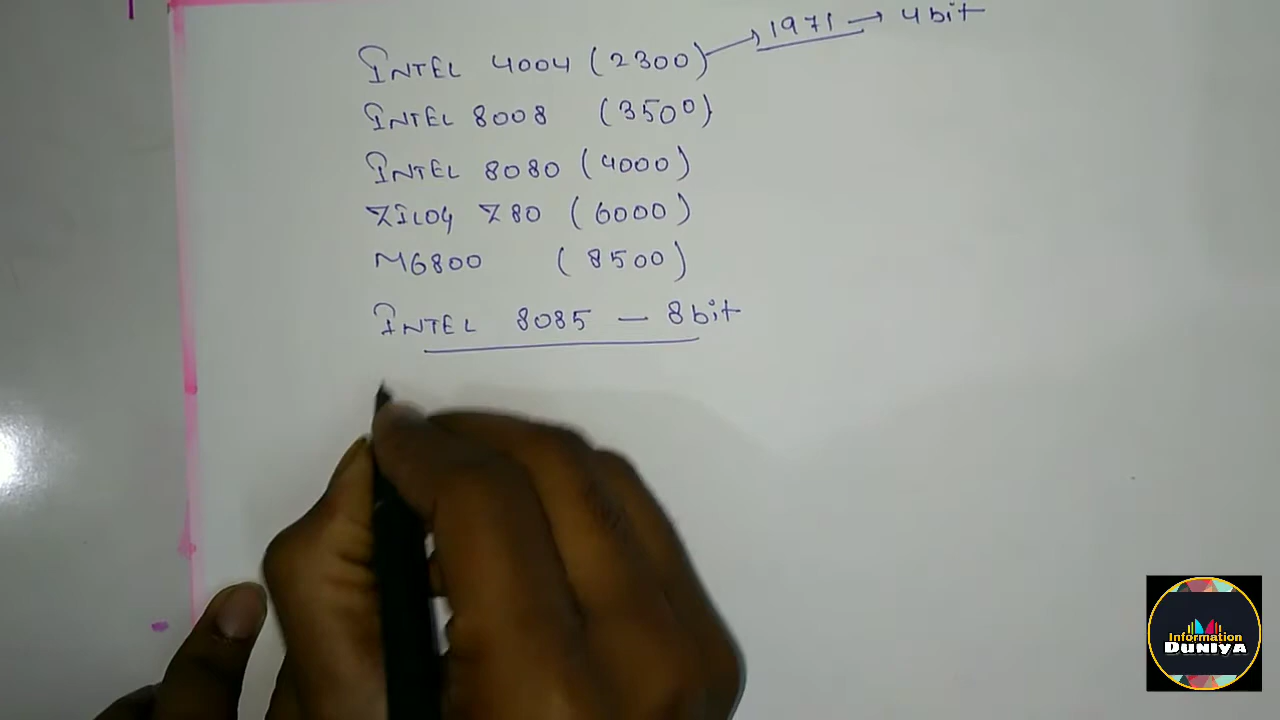 INTEL 4004 (2300) → 1971 → 4bit
INTEL 8008 (3500)
INTEL 8080 (4000)
ZILOG Z80 (6000)
M6800 (8500)
INTEL 8085 — 8bit
Information
Duniya